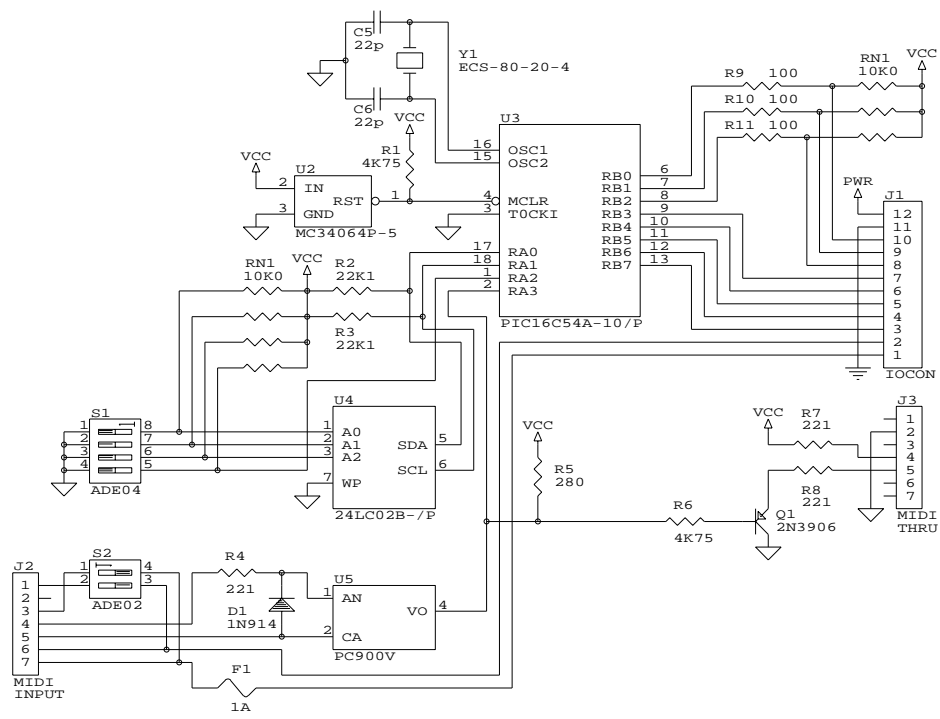 C5
22p
Y1
ECS-80-20-4
C6
22p
VCC
R1
4K75
VCC
U2
2 IN
3 GND
RST 1
MC34064P-5
U3
16 OSC1
15 OSC2
4 MCLR
3 T0CKI
17 RA0
18 RA1
1 RA2
2 RA3
RB0 6
RB1 7
RB2 8
RB3 9
RB4 10
RB5 11
RB6 12
RB7 13
PIC16C54A-10/P
R9 100
R10 100
R11 100
RN1
10K0
VCC
PWR
J1
12
11
10
9
8
7
6
5
4
3
2
1
IOCON
RN1
10K0
VCC
R2
22K1
R3
22K1
S1
1 8
2 7
3 6
4 5
ADE04
U4
1 A0
2 A1
3 A2
7 WP
SDA 5
SCL 6
24LC02B-/P
VCC
R5
280
R6
4K75
Q1
2N3906
VCC
R7
221
R8
221
J3
1
2
3
4
5
6
7
MIDI
THRU
J2
1
2
3
4
5
6
7
MIDI
INPUT
S2
1 4
2 3
ADE02
R4
221
D1
1N914
U5
1 AN
2 CA
VO 4
PC900V
F1
1A